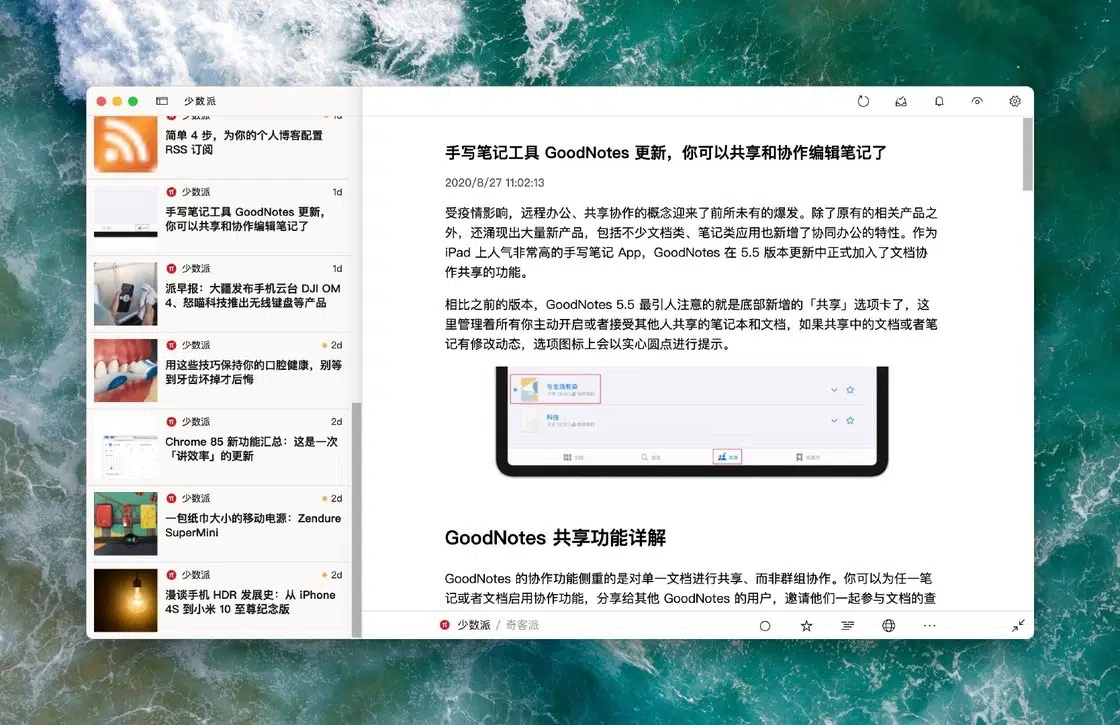 少数派
少数派
1d
简单 4 步，为你的个人博客配置
RSS 订阅
少数派
1d
手写笔记工具 GoodNotes 更新，
你可以共享和协作编辑笔记了
少数派
1d
派早报：大疆发布手机云台 DJI OM
4、怒喵科技推出无线键盘等产品
少数派
2d
用这些技巧保持你的口腔健康，别等
到牙齿坏掉才后悔
少数派
2d
Chrome 85 新功能汇总：这是一次
「讲效率」的更新
少数派
2d
一包纸巾大小的移动电源：Zendure
SuperMini
少数派
2d
漫谈手机 HDR 发展史：从 iPhone
4S 到小米 10 至尊纪念版
手写笔记工具 GoodNotes 更新，你可以共享和协作编辑笔记了
2020/8/27 11:02:13
受疫情影响，远程办公、共享协作的概念迎来了前所未有的爆发。除了原有的相关产品之
外，还涌现出大量新产品，包括不少文档类、笔记类应用也新增了协同办公的特性。作为
iPad 上人气非常高的手写笔记 App，GoodNotes 在 5.5 版本更新中正式加入了文档协
作共享的功能。
相比之前的版本，GoodNotes 5.5 最引人注意的就是底部新增的「共享」选项卡了，这
里管理着所有你主动开启或者接受其他人共享的笔记本和文档，如果共享中的文档或者笔
记有修改动态，选项图标上会以实心圆点进行提示。
科技
共享
GoodNotes 共享功能详解
GoodNotes 的协作功能侧重的是对单一文档进行共享、而非群组协作。你可以为任一笔
记或者文档启用协作功能，分享给其他 GoodNotes 的用户，邀请他们一起参与文档的查
少数派 / 奇客派